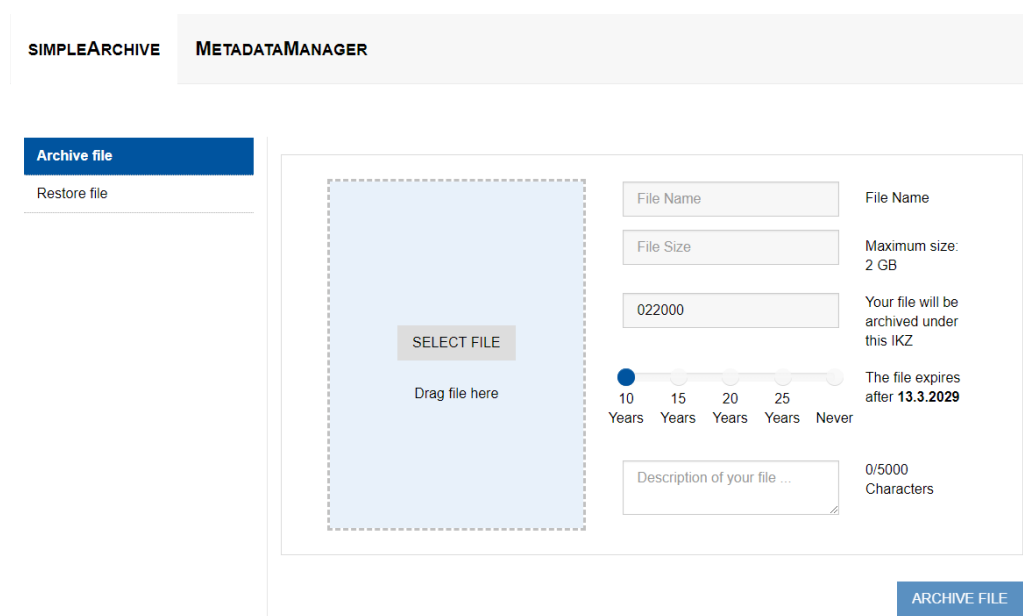 SIMPLEARCHIVE METADATAMANAGER
Archive file
Restore file
SELECT FILE
Drag file here
File Name
File Name
File Size
Maximum size:
2 GB
022000
Your file will be
archived under
this IKZ
10 15 20 25
Years Years Years Years Never
The file expires
after 13.3.2029
Description of your file ...
0/5000
Characters
ARCHIVE FILE